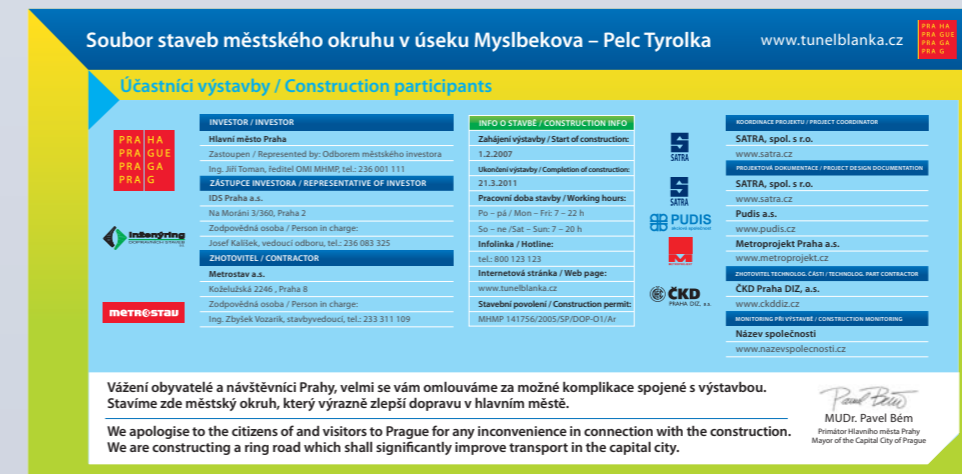 Soubor staveb městského okruhu v úseku Myslbekova – Pelc Tyrolka
www.tunelblanka.cz
PRA HA
PRA GUE
PRA GA
PRA G
Účastníci výstavby / Construction participants
PRA HA
PRA GUE
PRA GA
PRA G
Inženýring
DOPRAVNÍCH STAVEB
METROSTAV
INVESTOR / INVESTOR
Hlavní město Praha
Zastoupen / Represented by: Odborem městského investora
Ing. Jiří Toman, ředitel OMI MHMP, tel.: 236 001 111
ZÁSTUPCE INVESTORA / REPRESENTATIVE OF INVESTOR
IDS Praha a.s.
Na Moráni 3/360, Praha 2
Zodpovědná osoba / Person in charge:
Josef Kališek, vedoucí odboru, tel.: 236 083 325
ZHOTOVITEL / CONTRACTOR
Metrostav a.s.
Koželužská 2246 , Praha 8
Zodpovědná osoba / Person in charge:
Ing. Zbyšek Vozarik, stavbyvedoucí, tel.: 233 311 109
INFO O STAVBĚ / CONSTRUCTION INFO
Zahájení výstavby / Start of construction:
1.2.2007
Ukončení výstavby / Completion of construction:
21.3.2011
Pracovní doba stavby / Working hours:
Po – pá / Mon – Fri: 7 – 22 h
So – ne /Sat – Sun: 7 – 20 h
Infolinka / Hotline:
tel.: 800 123 123
Internetová stránka / Web page:
www.tunelblanka.cz
Stavební povolení / Construction permit:
MHMP 141756/2005/SP/DOP-O1/Ar
SATRA
SATRA
PUDIS
akciová společnost
METROPROJEKT
ČKD
PRAHA DIZ, a.s.
KOORDINACE PROJEKTU / PROJECT COORDINATOR
SATRA, spol. s r.o.
www.satra.cz
PROJEKTOVÁ DOKUMENTACE / PROJECT DESIGN DOCUMENTATION
SATRA, spol. s r.o.
www.satra.cz
Pudis a.s.
www.pudis.cz
Metroprojekt Praha a.s.
www.metroprojekt.cz
ZHOTOVITEL TECHNOLOG. ČÁSTI / TECHNOLOG. PART CONTRACTOR
ČKD Praha DIZ, a.s.
www.ckddiz.cz
MONITORING PŘI VÝSTAVBĚ / CONSTRUCTION MONITORING
Název společnosti
www.nazevspolecnosti.cz
Vážení obyvatelé a návštěvníci Prahy, velmi se vám omlouváme za možné komplikace spojené s výstavbou.
Stavíme zde městský okruh, který výrazně zlepší dopravu v hlavním městě.
We apologise to the citizens of and visitors to Prague for any inconvenience in connection with the construction.
We are constructing a ring road which shall significantly improve transport in the capital city.
Pavel Bém
MUDr. Pavel Bém
Primátor Hlavního města Prahy
Mayor of the Capital City of Prague